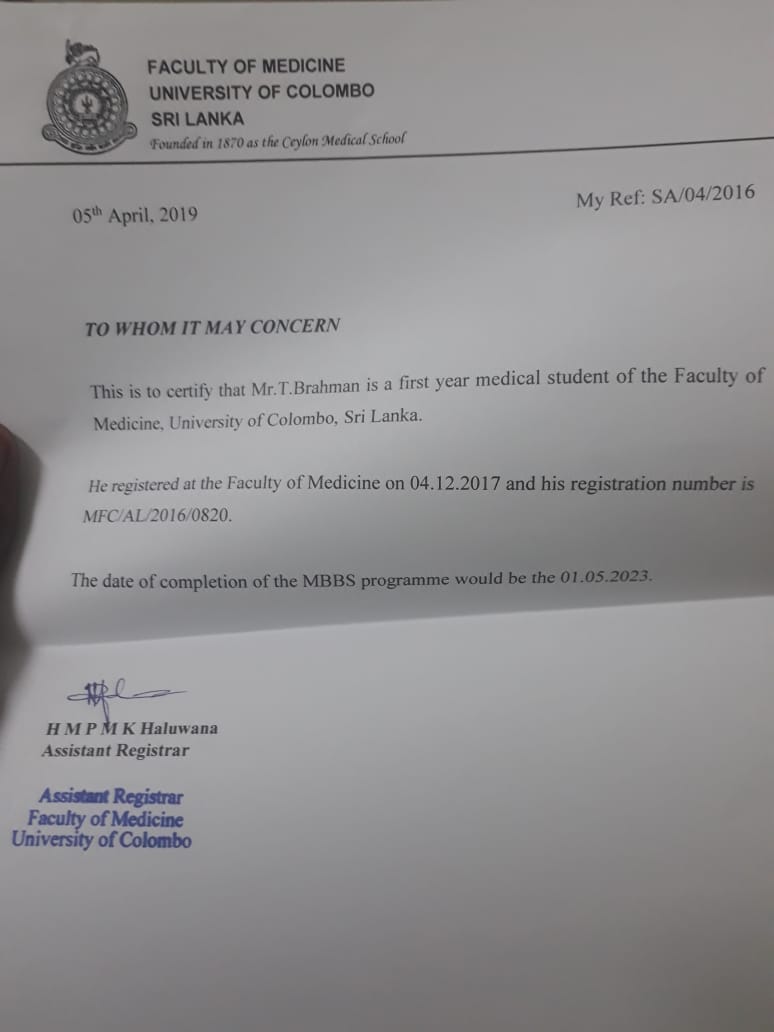 FACULTY OF MEDICINE
UNIVERSITY OF COLOMBO
SRI LANKA
Founded in 1870 as the Ceylon Medical School
05th April, 2019
My Ref: SA/04/2016
TO WHOM IT MAY CONCERN
This is to certify that Mr.T.Brahman is a first year medical student of the Faculty of
Medicine, University of Colombo, Sri Lanka.
He registered at the Faculty of Medicine on 04.12.2017 and his registration number is
MFC/AL/2016/0820.
The date of completion of the MBBS programme would be the 01.05.2023.
H M P M K Haluwana
Assistant Registrar
Assistant Registrar
Faculty of Medicine
University of Colombo